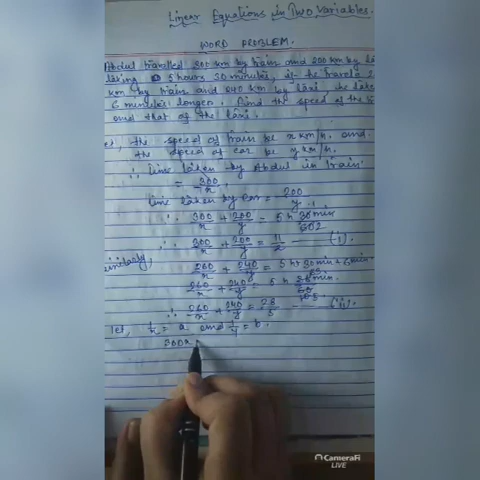 Linear Equations in Two Variables.
WORD PROBLEM.
Abdul travelled 300 km by train and 200 km by
taking 5 hours 30 minutes, if he travels 2
km by train and 240 km by taxi, he take
6 minutes longer. Find the speed of the
and that of the taxi.
the speed of train be x km/h. and
the speed of car be y km/h.
∴ time taken by Abdul in train
= 300/x.
time taken by Car = 200/y
∴ 300/x + 200/y = 5 h 30 min
∴ 300/x + 200/y = 11/2 — (i).
260/x + 240/y = 5 hr 30 min + 6 min
260/x + 240/y = 5 h 36 min.
∴ 260/x + 240/y = 28/5 — (ii).
let, 1/x = a and 1/y = b.
300a
CameraFi
LIVE